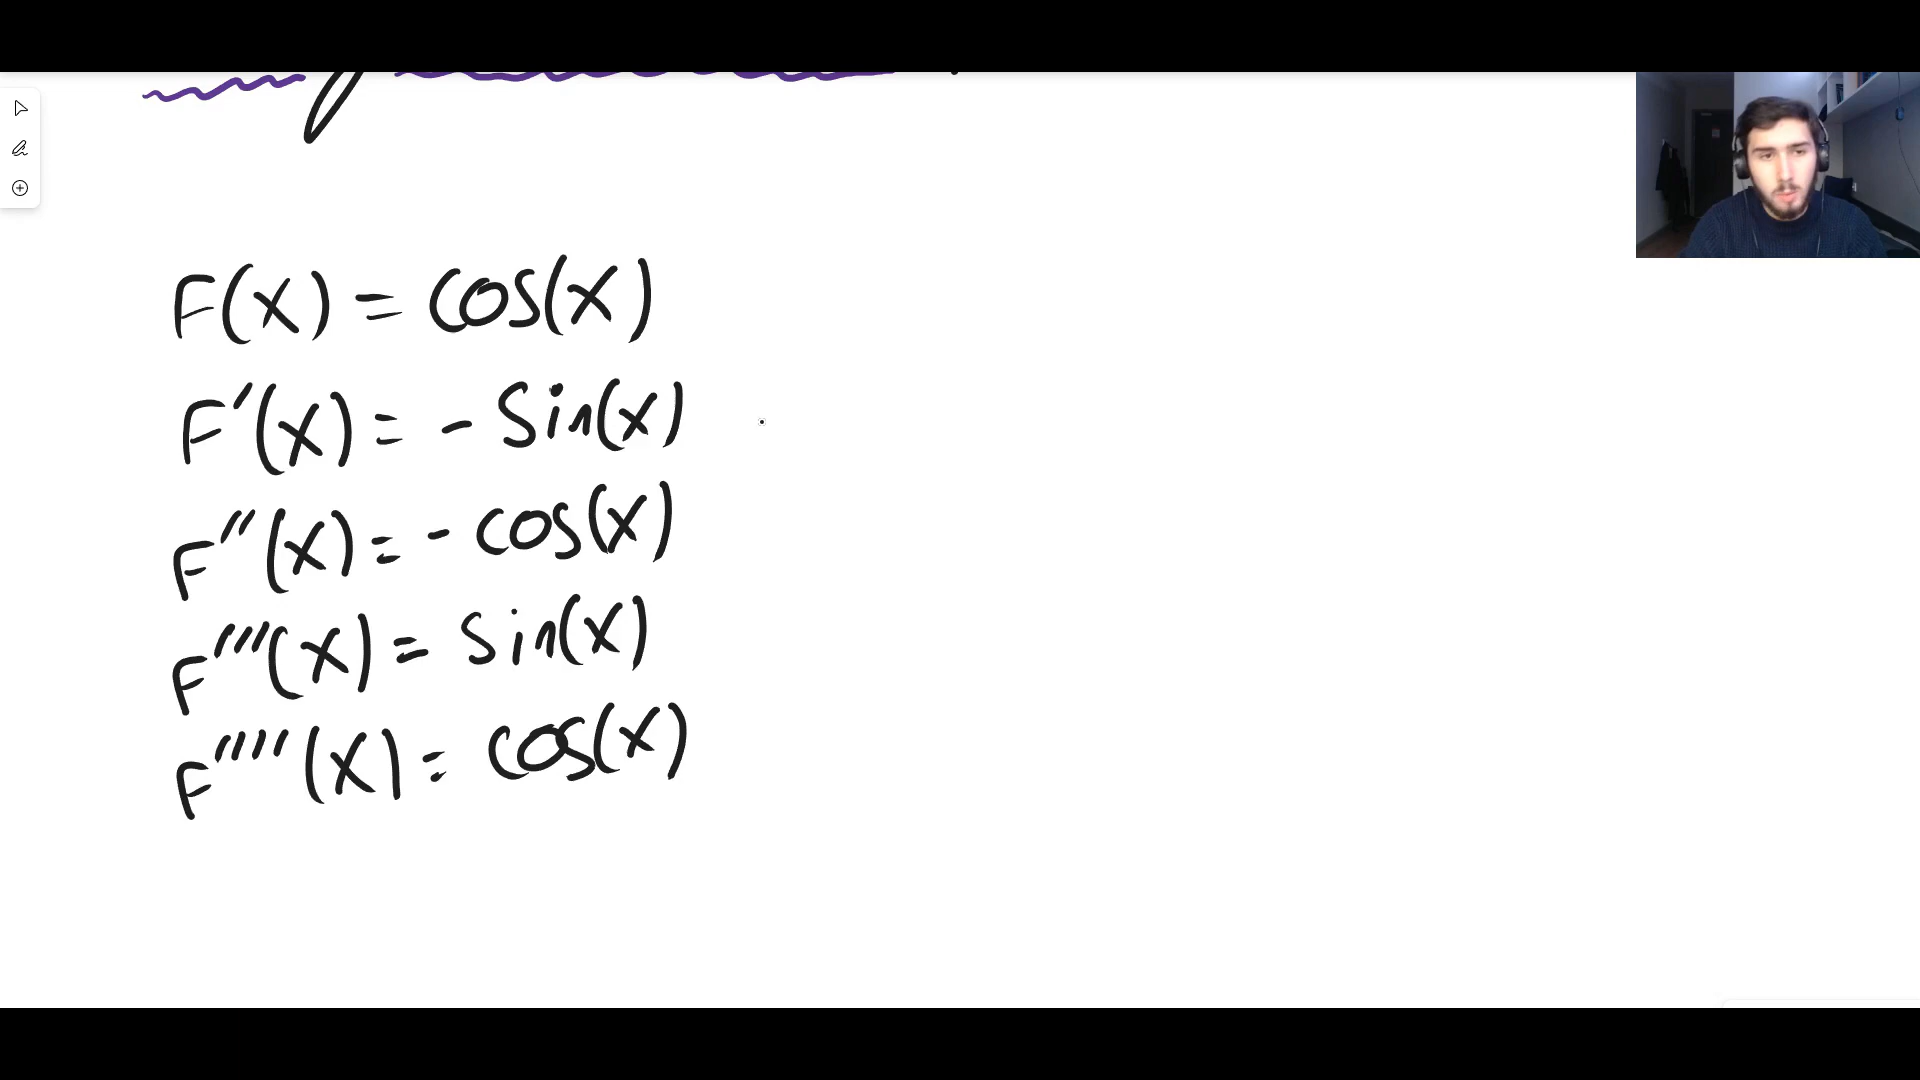 F(x) = cos(x)
F'(x) = - sin(x)
F''(x) = - cos(x)
F'''(x) = sin(x)
F''''(x) = cos(x)